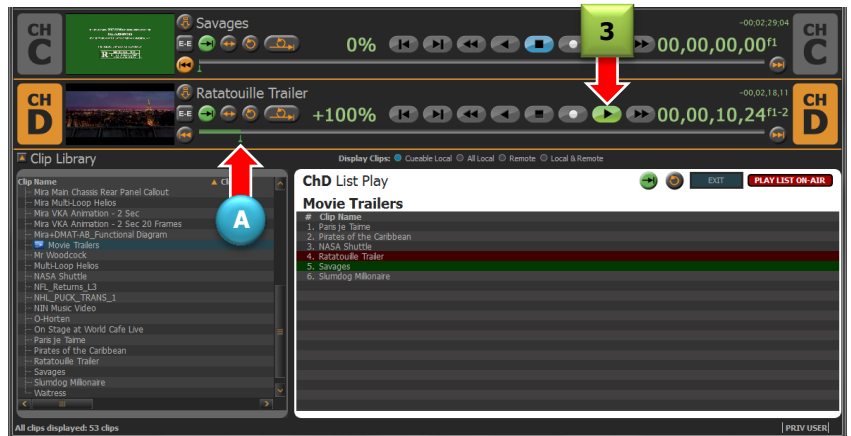 CH
C
E-E
Savages
0%
-00;02;29;04
00,00,00,00f1
CH
C
3
CH
D
E-E
Ratatouille Trailer
+100%
-00,02,18,11
00,00,10,24f1-2
CH
D
Clip Library
Display Clips: Cueable Local All Local Remote Local & Remote
Clip Name
Mira Main Chassis Rear Panel Callout
Mira Multi-Loop Helios
Mira VKA Animation - 2 Sec
Mira VKA Animation - 2 Sec 20 Frames
Mira+DMAT-AB_Functional Diagram
Movie Trailers
Mr Woodcock
Multi-Loop Helios
NASA Shuttle
NFL_Returns_L3
NHL_PUCK_TRANS_1
NIN Music Video
O-Horten
On Stage at World Cafe Live
Paris je Taime
Pirates of the Caribbean
Ratatouille Trailer
Savages
Slumdog Millionaire
Waitress
A
ChD List Play
EXIT
PLAY LIST ON-AIR
Movie Trailers
# Clip Name
1. Paris je Taime
2. Pirates of the Caribbean
3. NASA Shuttle
4. Ratatouille Trailer
5. Savages
6. Slumdog Millionaire
All clips displayed: 53 clips
PRIV USER